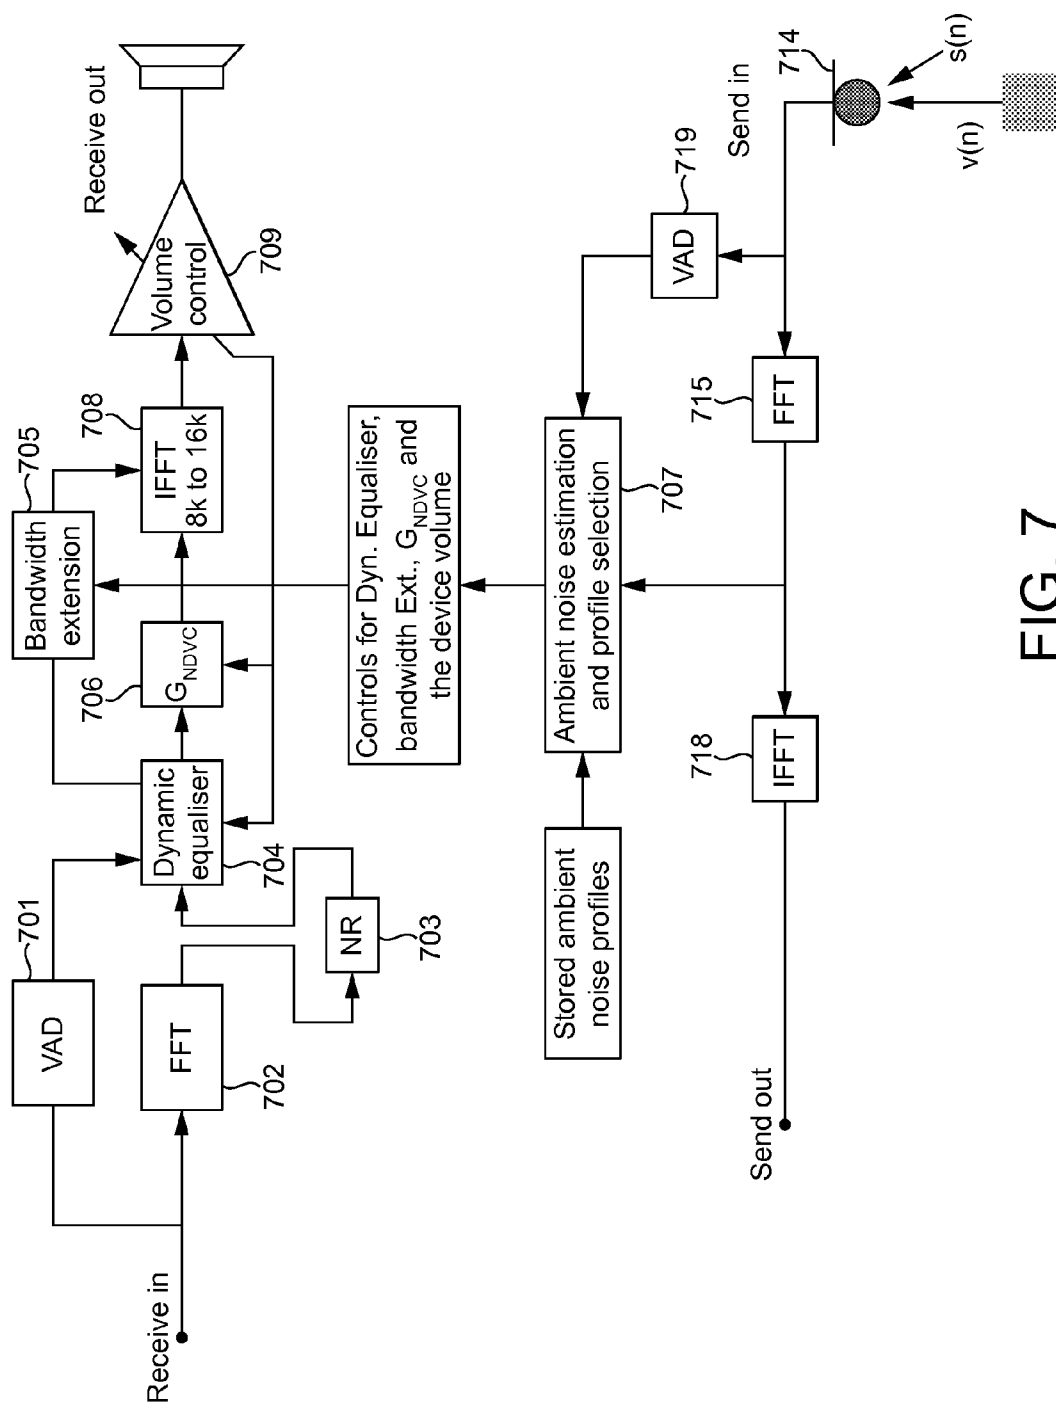 Receive in
VAD
701
FFT
702
NR
703
Dynamic
equaliser
704
Bandwidth
extension
705
GNDVC
706
IFFT
8k to 16k
708
Volume
control
709
Receive out
Controls for Dyn. Equaliser,
bandwidth Ext., GNDVC and
the device volume
Stored ambient
noise profiles
Ambient noise estimation
and profile selection
707
VAD
719
Send in
714
s(n)
v(n)
FFT
715
IFFT
718
Send out
FIG. 7